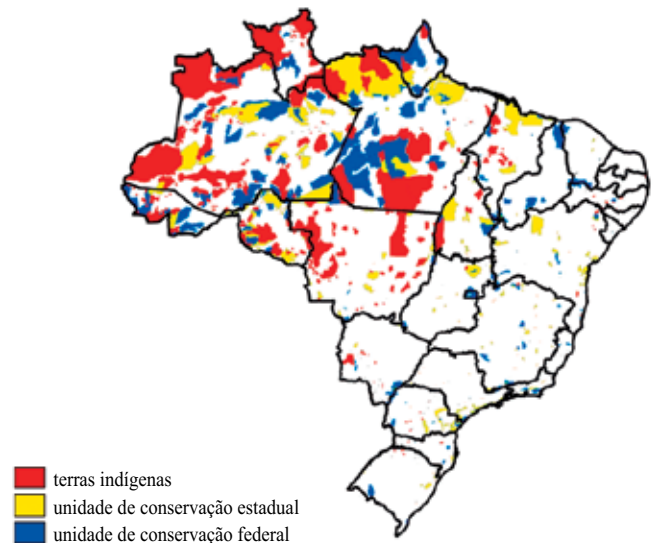 terras indígenas
unidade de conservação estadual
unidade de conservação federal